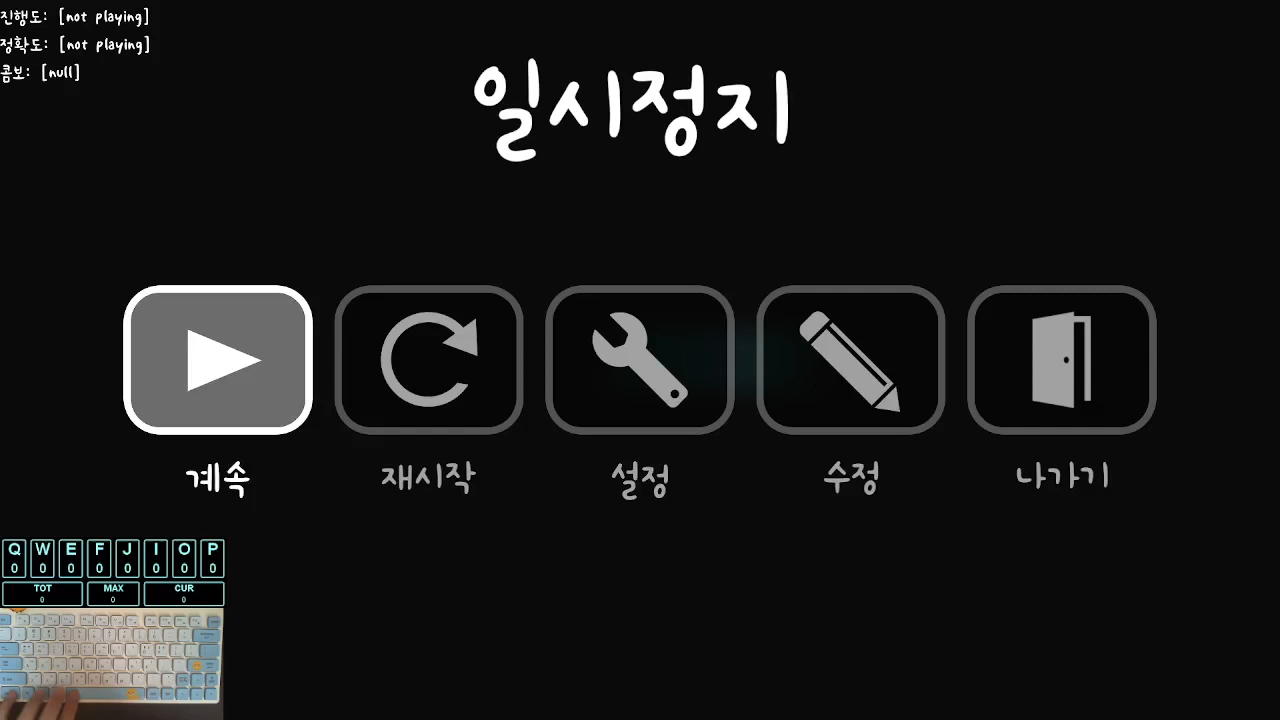 진행도: [not playing]
정확도: [not playing]
콤보: [null]
일시정지
계속 재시작 설정 수정 나가기
Q W E F J I O P
0 0 0 0 0 0 0 0
TOT MAX CUR
0 0 0